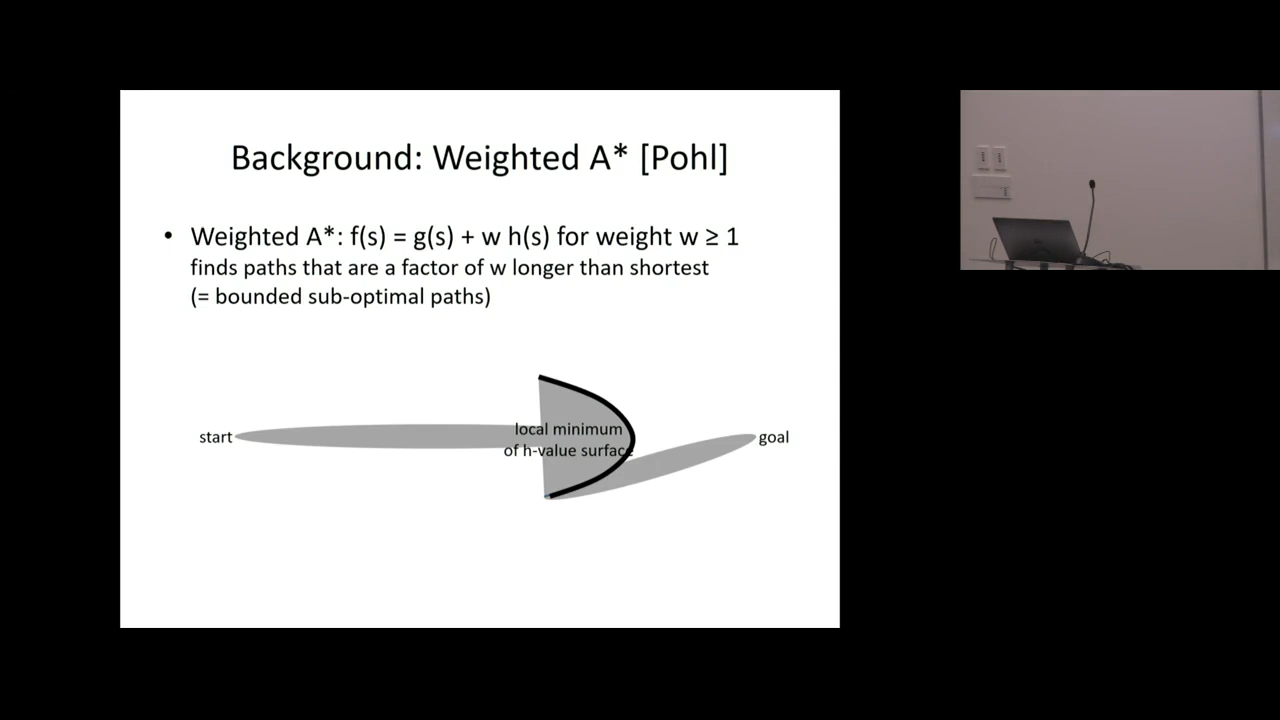 Background: Weighted A* [Pohl]
• Weighted A*: f(s) = g(s) + w h(s) for weight w ≥ 1
finds paths that are a factor of w longer than shortest
(= bounded sub-optimal paths)
start
local minimum
of h-value surface
goal